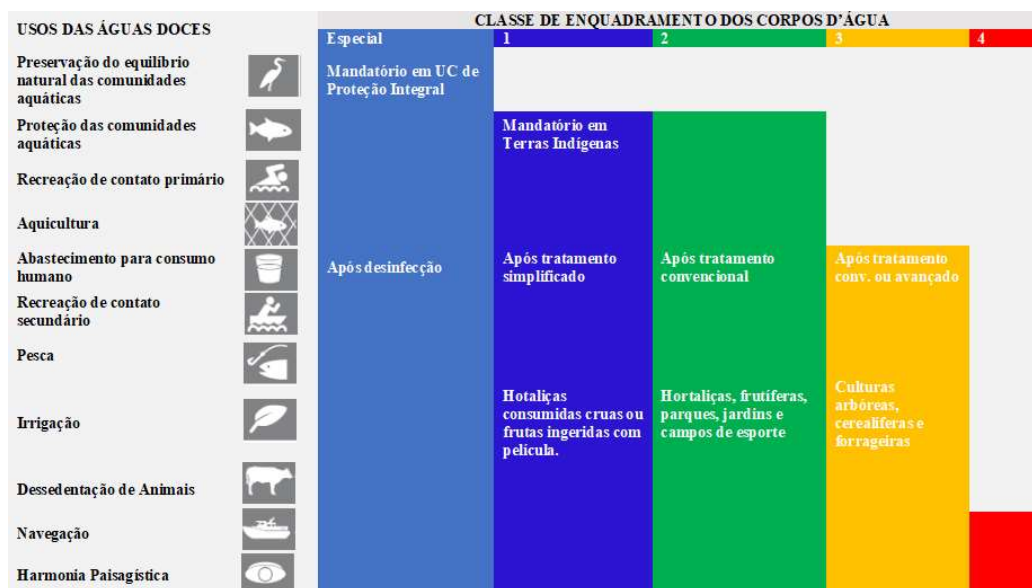 CLASSE DE ENQUADRAMENTO DOS CORPOS D'ÁGUA
USOS DAS ÁGUAS DOCES
Especial
1
2
3
4
Preservação do equilíbrio
natural das comunidades
aquáticas
Mandatório em UC de
Proteção Integral
Proteção das comunidades
aquáticas
Mandatório em
Terras Indígenas
Recreação de contato primário
Aquicultura
Abastecimento para consumo
humano
Após desinfecção
Após tratamento
simplificado
Após tratamento
convencional
Após tratamento
conv. ou avançado
Recreação de contato
secundário
Pesca
Irrigação
Hotaliças
consumidas cruas ou
frutas ingeridas com
película.
Hortaliças, frutíferas,
parques, jardins e
campos de esporte
Culturas
arbóreas,
cerealíferas e
forrageiras
Dessedentação de Animais
Navegação
Harmonia Paisagística